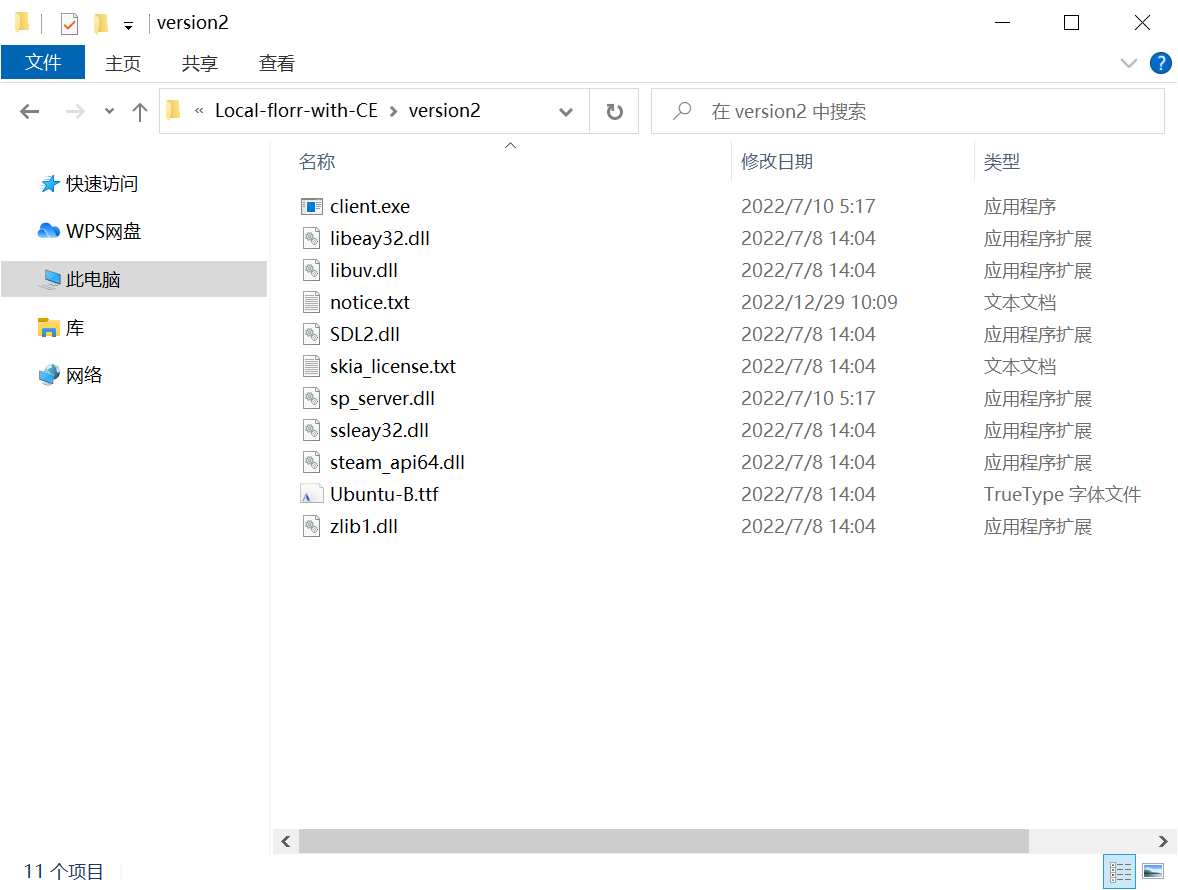 version2
文件 主页 共享 查看
« Local-florr-with-CE version2 在 version2 中搜索
名称 修改日期 类型
快速访问
WPS网盘
此电脑
库
网络
client.exe 2022/7/10 5:17 应用程序
libeay32.dll 2022/7/8 14:04 应用程序扩展
libuv.dll 2022/7/8 14:04 应用程序扩展
notice.txt 2022/12/29 10:09 文本文档
SDL2.dll 2022/7/8 14:04 应用程序扩展
skia_license.txt 2022/7/8 14:04 文本文档
sp_server.dll 2022/7/10 5:17 应用程序扩展
ssleay32.dll 2022/7/8 14:04 应用程序扩展
steam_api64.dll 2022/7/8 14:04 应用程序扩展
Ubuntu-B.ttf 2022/7/8 14:04 TrueType 字体文件
zlib1.dll 2022/7/8 14:04 应用程序扩展
11 个项目